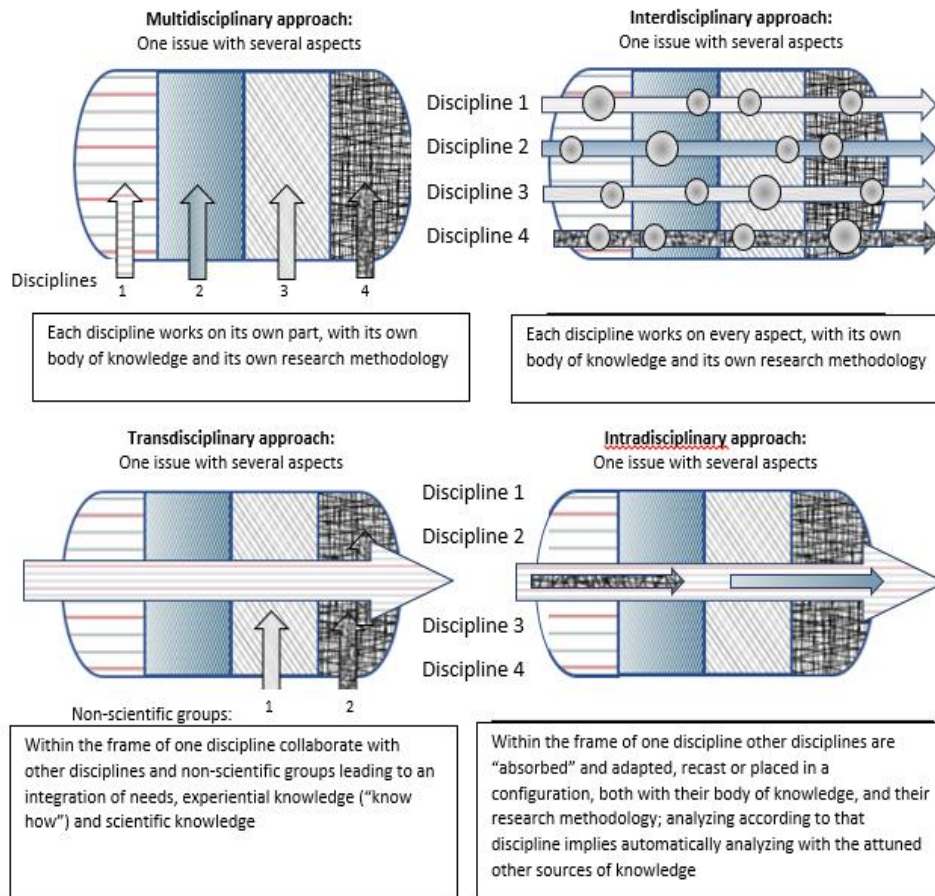 Multidisciplinary approach:
One issue with several aspects
Disciplines
1
2
3
4
Each discipline works on its own part, with its own
body of knowledge and its own research methodology
Interdisciplinary approach:
One issue with several aspects
Discipline 1
Discipline 2
Discipline 3
Discipline 4
Each discipline works on every aspect, with its own
body of knowledge and its own research methodology
Transdisciplinary approach:
One issue with several aspects
Non-scientific groups:
1
2
Within the frame of one discipline collaborate with
other disciplines and non-scientific groups leading to an
integration of needs, experiential knowledge (“know
how”) and scientific knowledge
Intradisciplinary approach:
One issue with several aspects
Discipline 1
Discipline 2
Discipline 3
Discipline 4
Within the frame of one discipline other disciplines are
“absorbed” and adapted, recast or placed in a
configuration, both with their body of knowledge, and their
research methodology; analyzing according to that
discipline implies automatically analyzing with the attuned
other sources of knowledge